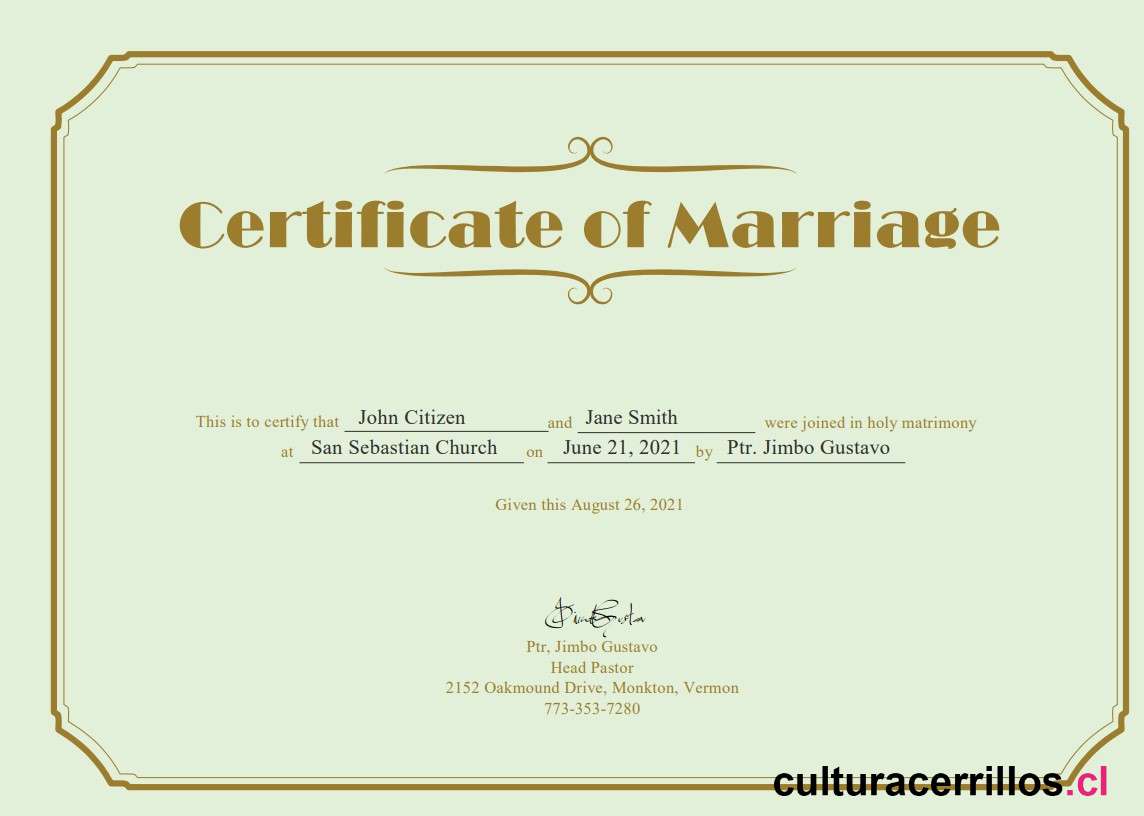 Certificate of Marriage
This is to certify that John Citizen and Jane Smith were joined in holy matrimony
at San Sebastian Church on June 21, 2021 by Ptr. Jimbo Gustavo
Given this August 26, 2021
Ptr, Jimbo Gustavo
Head Pastor
2152 Oakmound Drive, Monkton, Vermon
773-353-7280
culturacerrillos.cl